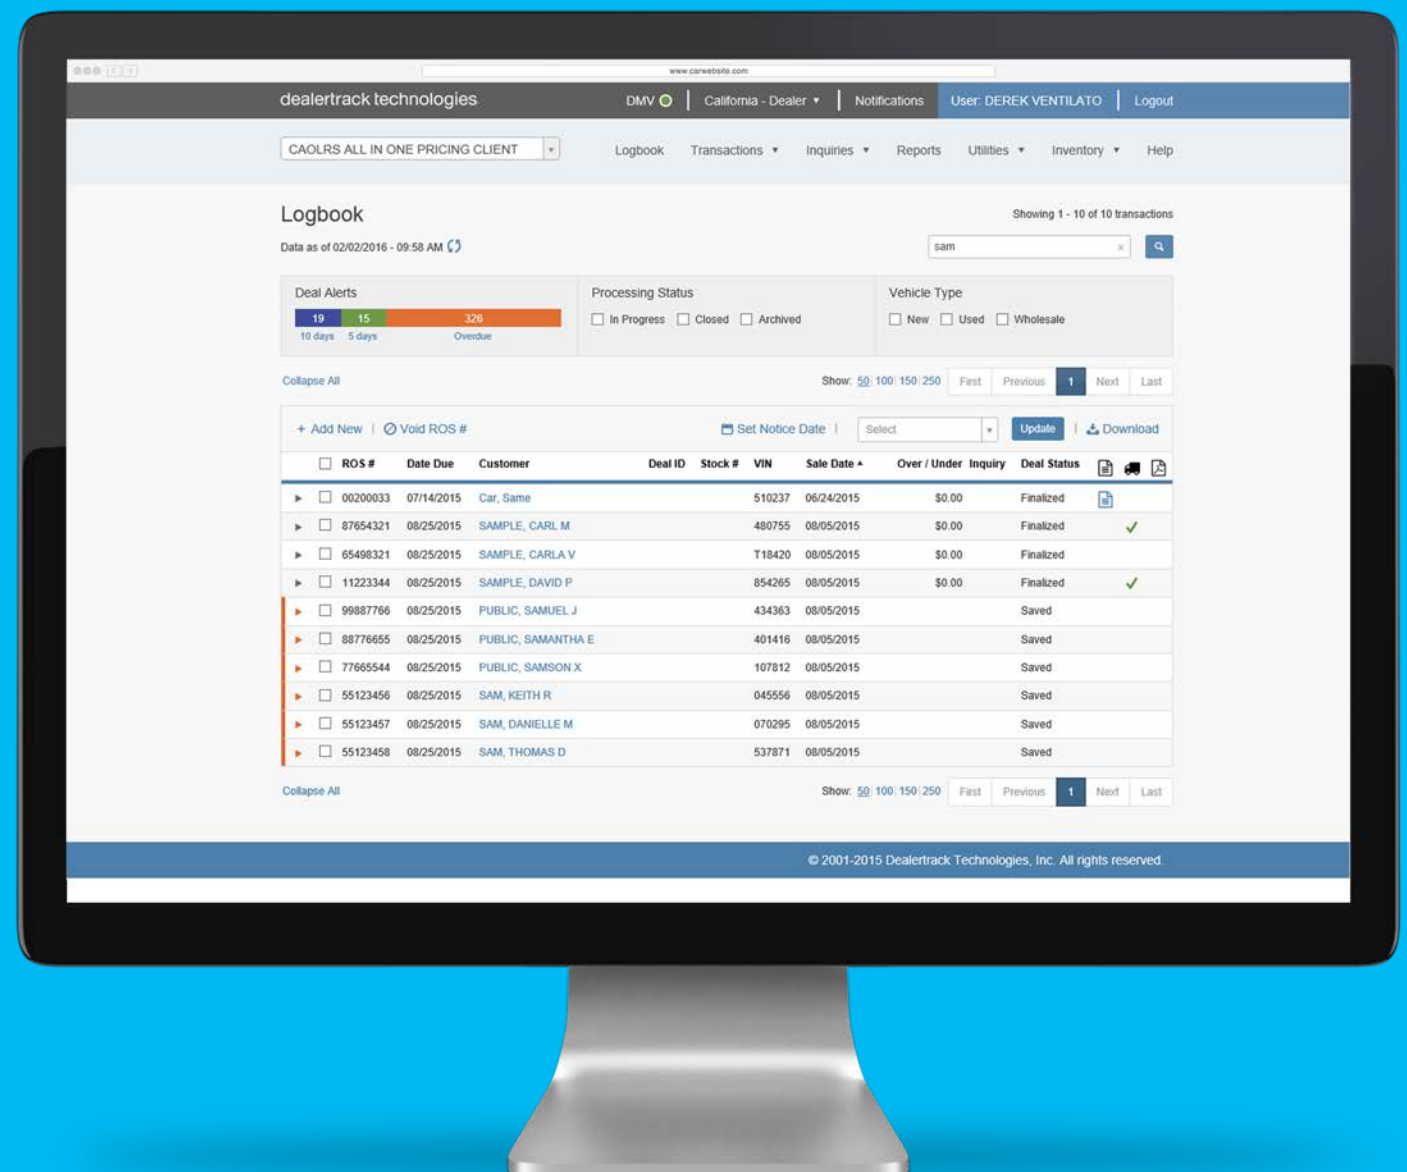 www.carwebsite.com
dealertrack technologies DMV California - Dealer Notifications User: DEREK VENTILATO Logout
CAOLRS ALL IN ONE PRICING CLIENT Logbook Transactions Inquiries Reports Utilities Inventory Help
Logbook Showing 1 - 10 of 10 transactions
Data as of 02/02/2016 - 09:58 AM sam ×
Deal Alerts Processing Status Vehicle Type
19 15 326 In Progress Closed Archived New Used Wholesale
10 days 5 days Overdue
Collapse All Show: 50 | 100 | 150 | 250 First Previous 1 Next Last
+ Add New | Void ROS # Set Notice Date | Select Update | Download
ROS # Date Due Customer Deal ID Stock # VIN Sale Date Over / Under Inquiry Deal Status
00200033 07/14/2015 Car, Same 510237 06/24/2015 $0.00 Finalized
87654321 08/25/2015 SAMPLE, CARL M 480755 08/05/2015 $0.00 Finalized
65498321 08/25/2015 SAMPLE, CARLA V T18420 08/05/2015 $0.00 Finalized
11223344 08/25/2015 SAMPLE, DAVID P 854265 08/05/2015 $0.00 Finalized
99887766 08/25/2015 PUBLIC, SAMUEL J 434363 08/05/2015 Saved
88776655 08/25/2015 PUBLIC, SAMANTHA E 401416 08/05/2015 Saved
77665544 08/25/2015 PUBLIC, SAMSON X 107812 08/05/2015 Saved
55123456 08/25/2015 SAM, KEITH R 045556 08/05/2015 Saved
55123457 08/25/2015 SAM, DANIELLE M 070295 08/05/2015 Saved
55123458 08/25/2015 SAM, THOMAS D 537871 08/05/2015 Saved
Collapse All Show: 50 | 100 | 150 | 250 First Previous 1 Next Last
© 2001-2015 Dealertrack Technologies, Inc. All rights reserved.